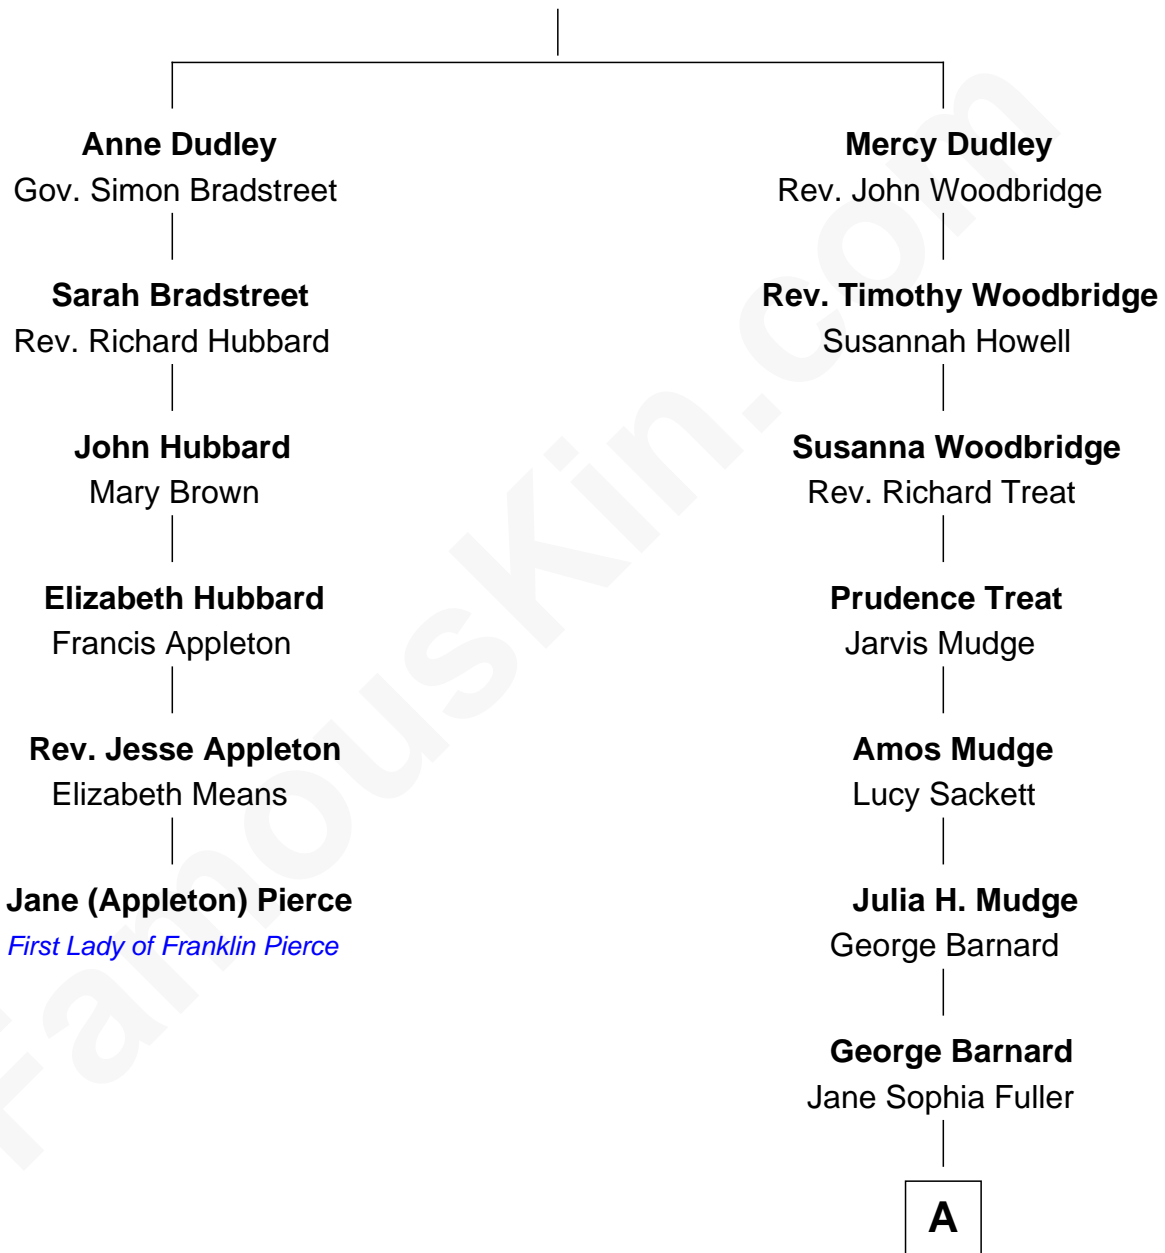 Anne Dudley
Gov. Simon Bradstreet
Sarah Bradstreet
Rev. Richard Hubbard
John Hubbard
Mary Brown
Elizabeth Hubbard
Francis Appleton
Rev. Jesse Appleton
Elizabeth Means
Jane (Appleton) Pierce
First Lady of Franklin Pierce
Mercy Dudley
Rev. John Woodbridge
Rev. Timothy Woodbridge
Susannah Howell
Susanna Woodbridge
Rev. Richard Treat
Prudence Treat
Jarvis Mudge
Amos Mudge
Lucy Sackett
Julia H. Mudge
George Barnard
George Barnard
Jane Sophia Fuller
A
FamousKin.com